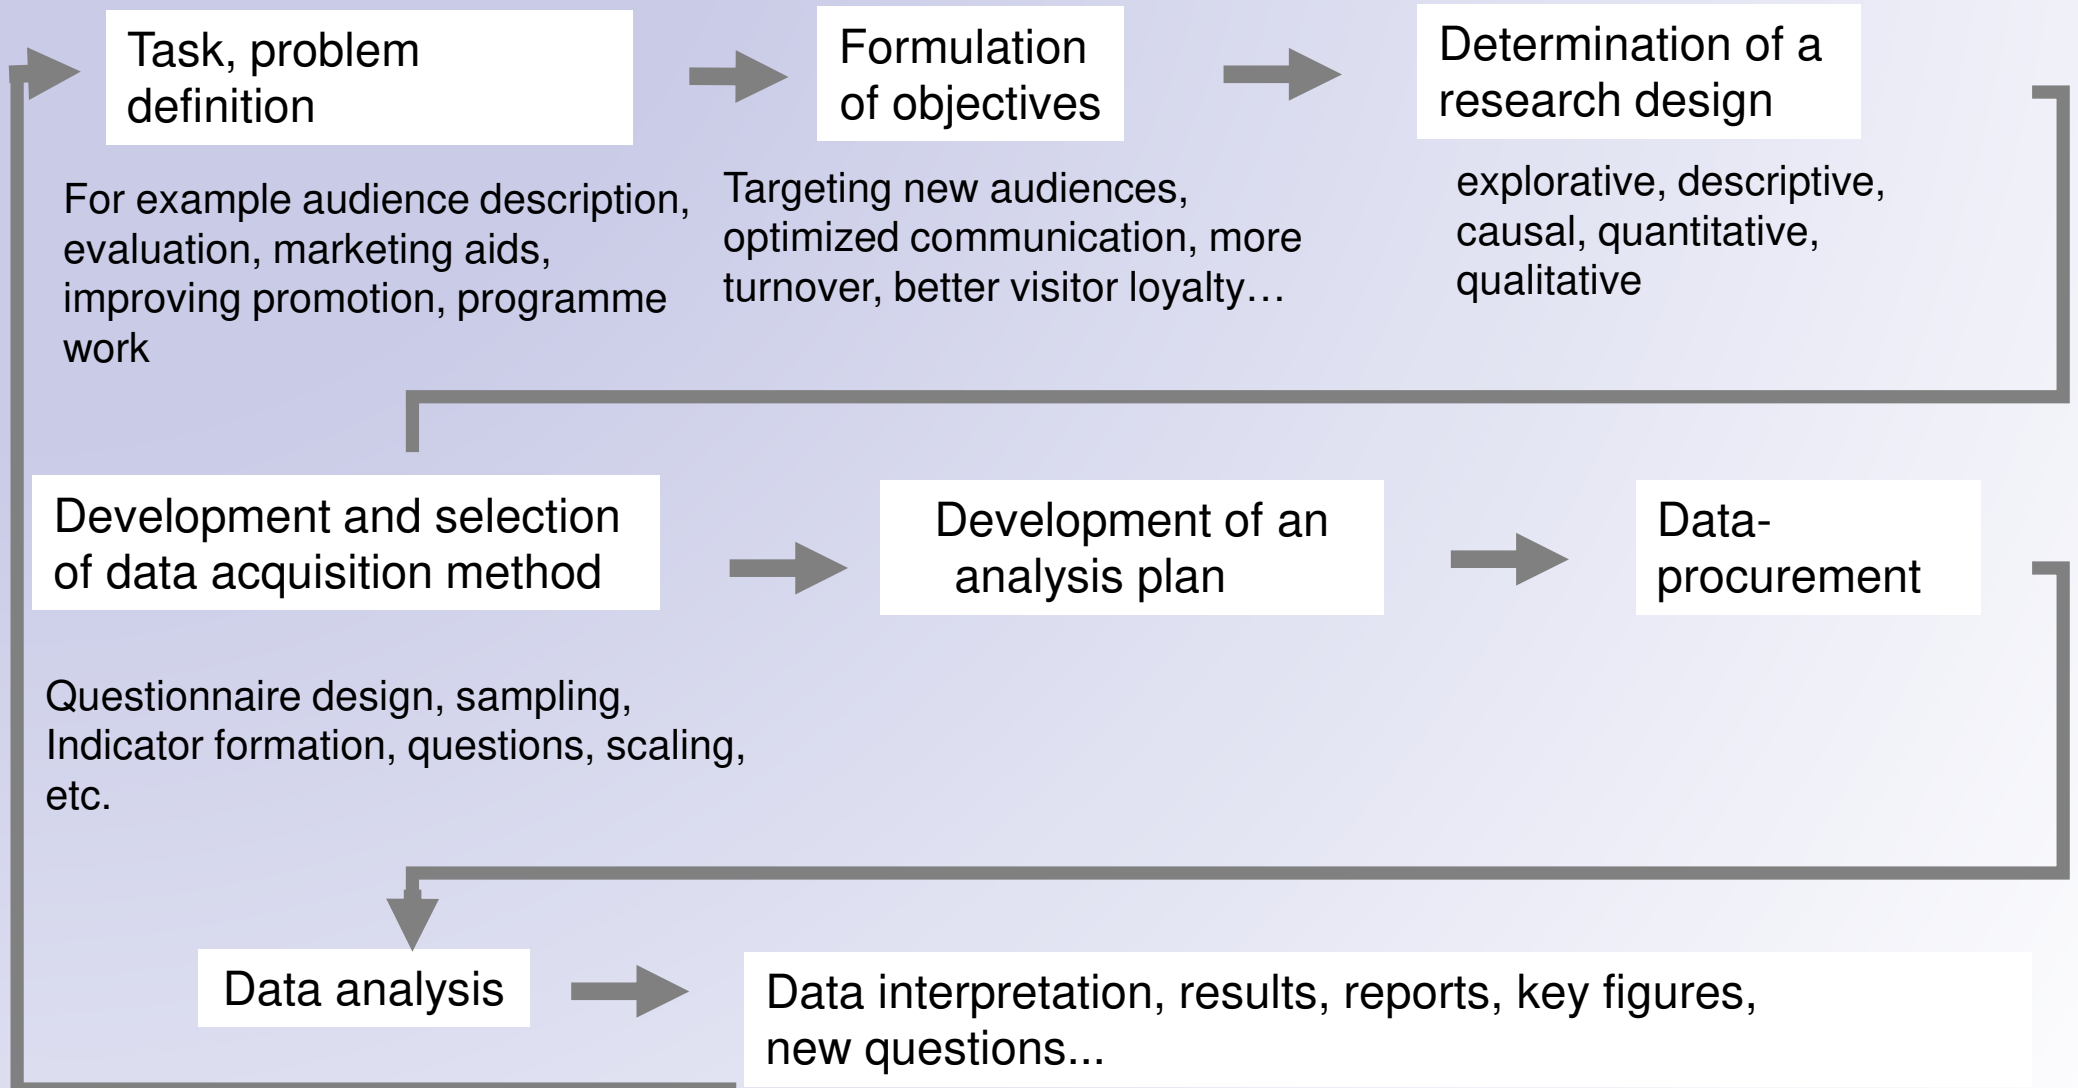 Task, problem
definition
Formulation
of objectives
Determination of a
research design
For example audience description,
evaluation, marketing aids,
improving promotion, programme
work
Targeting new audiences,
optimized communication, more
turnover, better visitor loyalty…
explorative, descriptive,
causal, quantitative,
qualitative
Development and selection
of data acquisition method
Development of an
analysis plan
Data-
procurement
Questionnaire design, sampling,
Indicator formation, questions, scaling,
etc.
Data analysis
Data interpretation, results, reports, key figures,
new questions...